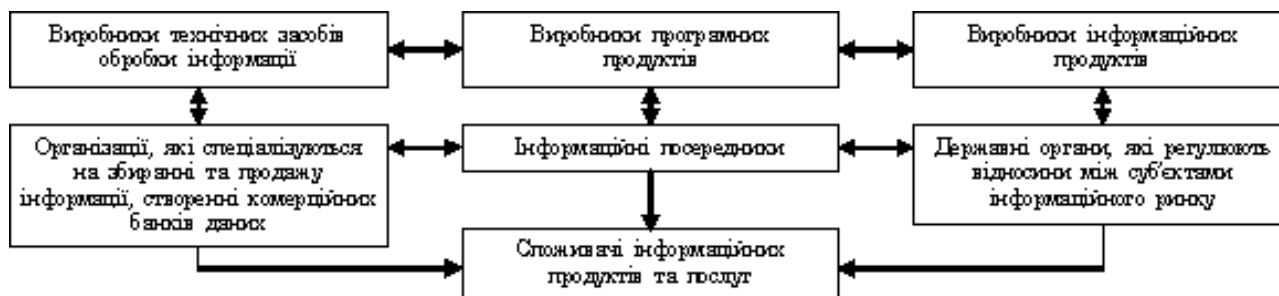 Виробники технічних засобів
обробки інформації
Виробники програмних
продуктів
Виробники інформаційних
продуктів
Організації, які спеціалізуються
на збиранні та продажу
інформації, створенні комерційних
банків даних
Інформаційні посередники
Державні органи, які регулюють
відносини між суб'єктами
інформаційного ринку
Споживачі інформаційних
продуктів та послуг